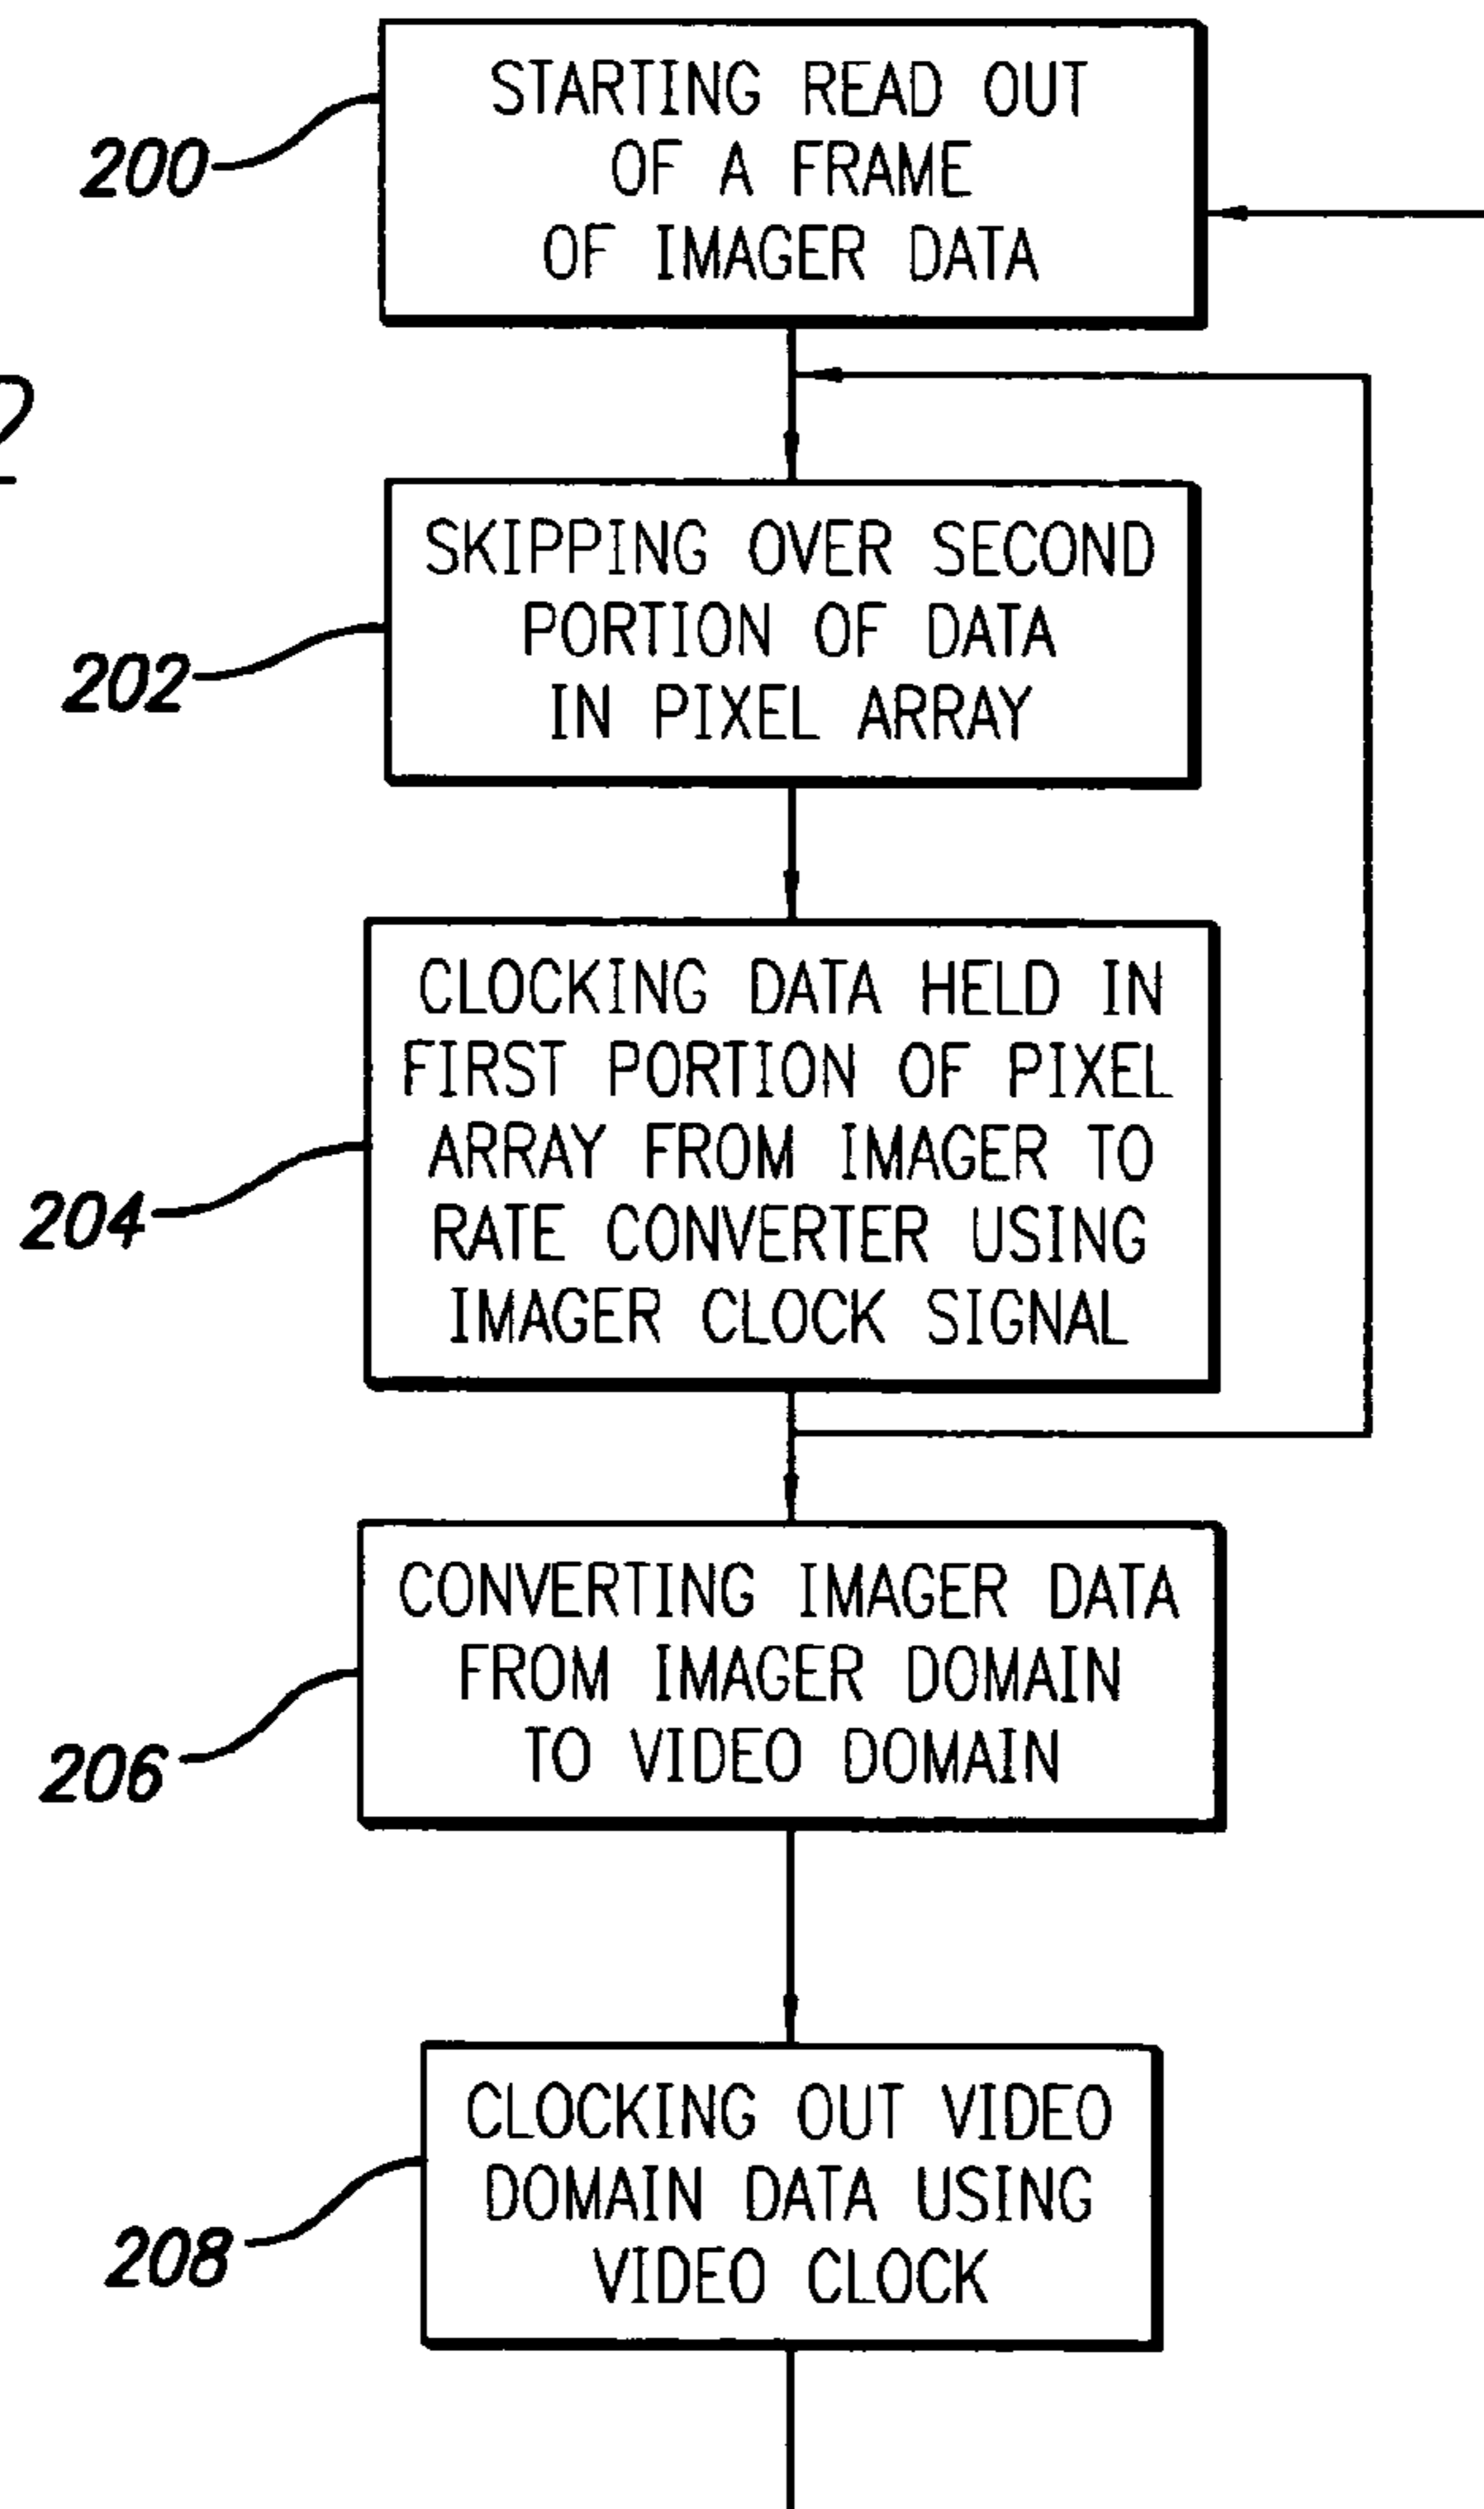 200
STARTING READ OUT
OF A FRAME
OF IMAGER DATA
2
202
SKIPPING OVER SECOND
PORTION OF DATA
IN PIXEL ARRAY
204
CLOCKING DATA HELD IN
FIRST PORTION OF PIXEL
ARRAY FROM IMAGER TO
RATE CONVERTER USING
IMAGER CLOCK SIGNAL
206
CONVERTING IMAGER DATA
FROM IMAGER DOMAIN
TO VIDEO DOMAIN
208
CLOCKING OUT VIDEO
DOMAIN DATA USING
VIDEO CLOCK